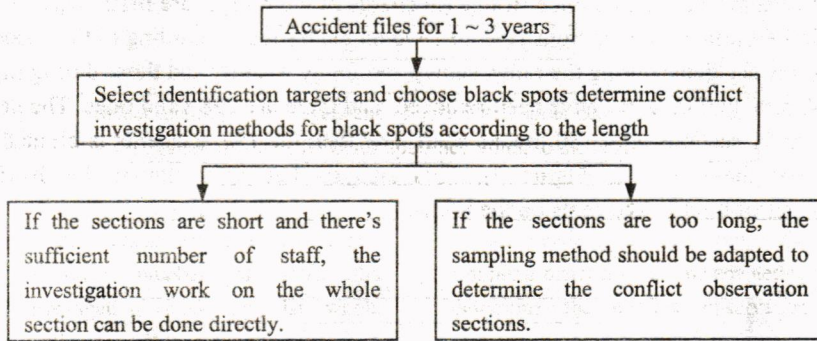 Accident files for 1 ~ 3 years
Select identification targets and choose black spots determine conflict
investigation methods for black spots according to the length
If the sections are short and there's
sufficient number of staff, the
investigation work on the whole
section can be done directly.
If the sections are too long, the
sampling method should be adapted to
determine the conflict observation
sections.